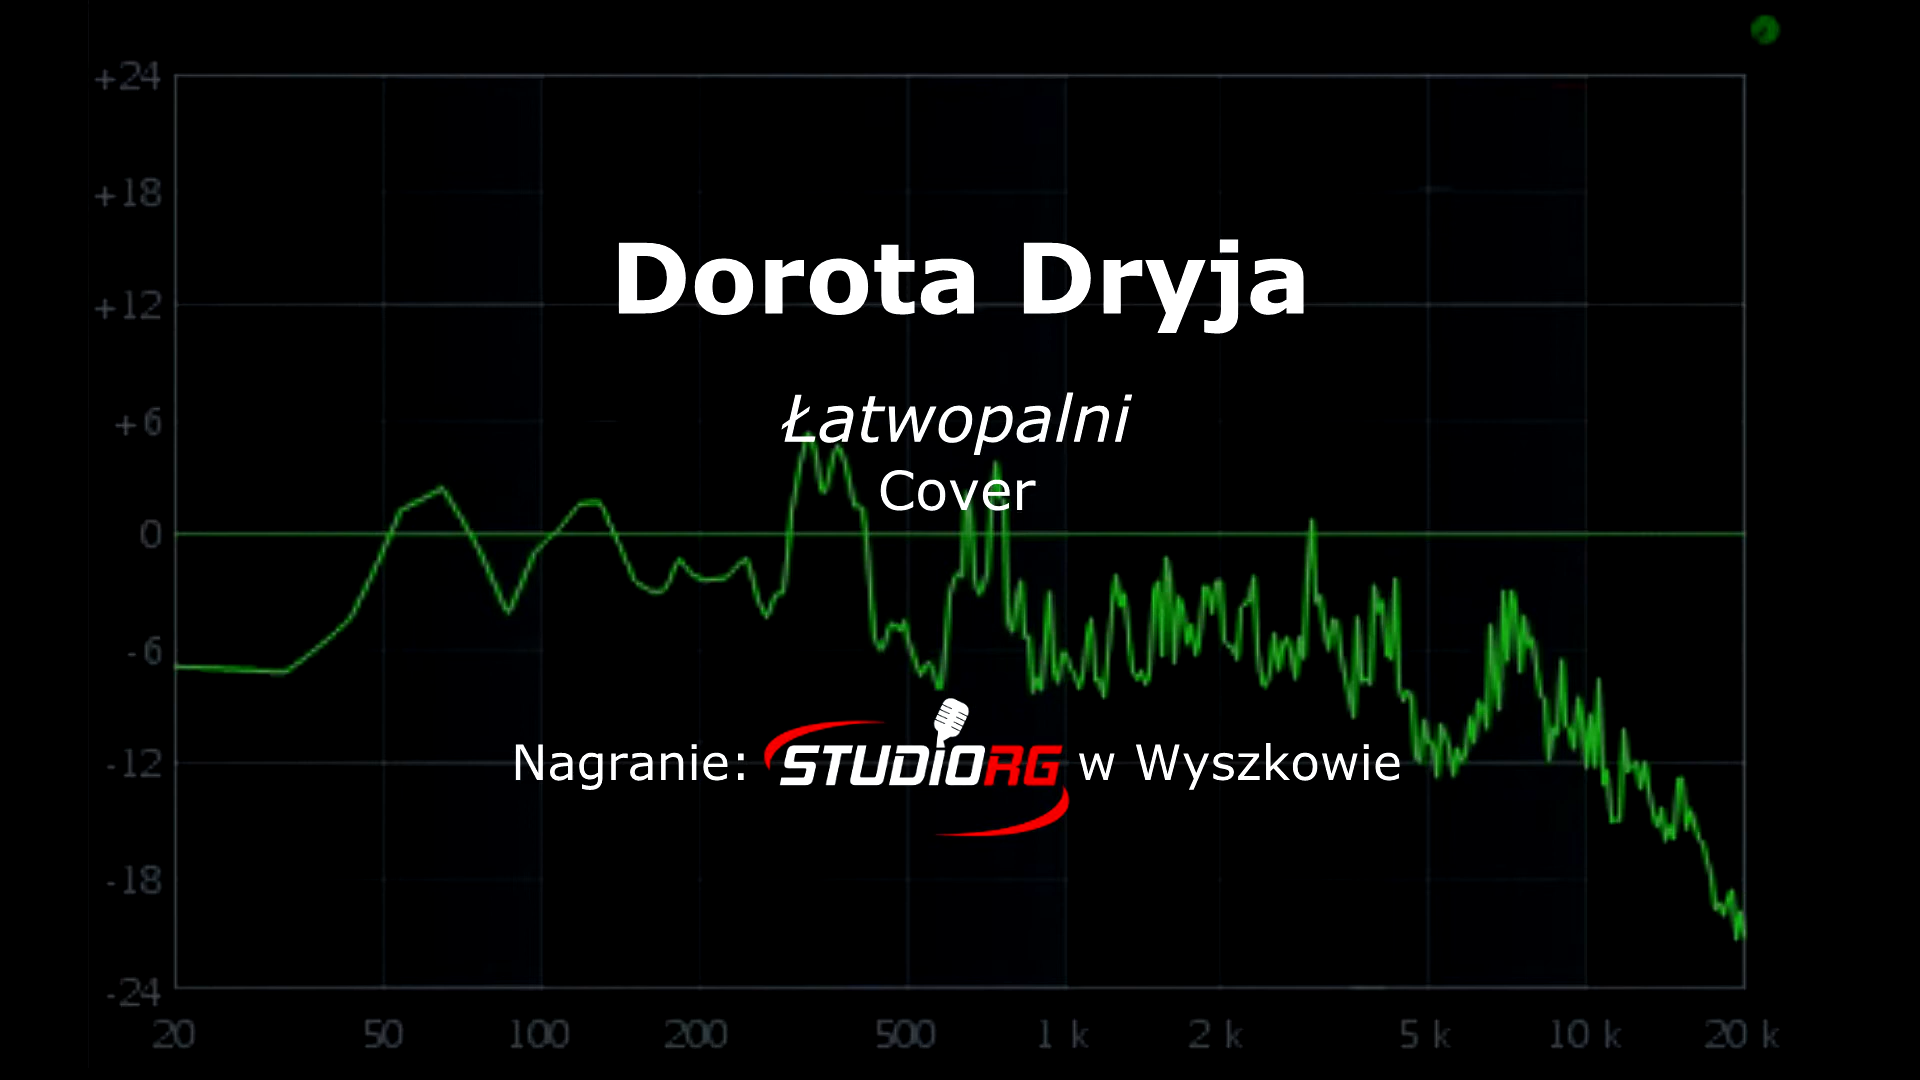 +24
+18
+12
+6
0
-6
-12
-18
-24
Dorota Dryja
Łatwopalni
Cover
Nagranie: STUDIORG w Wyszkowie
20 50 100 200 500 1 k 2 k 5 k 10 k 20 k